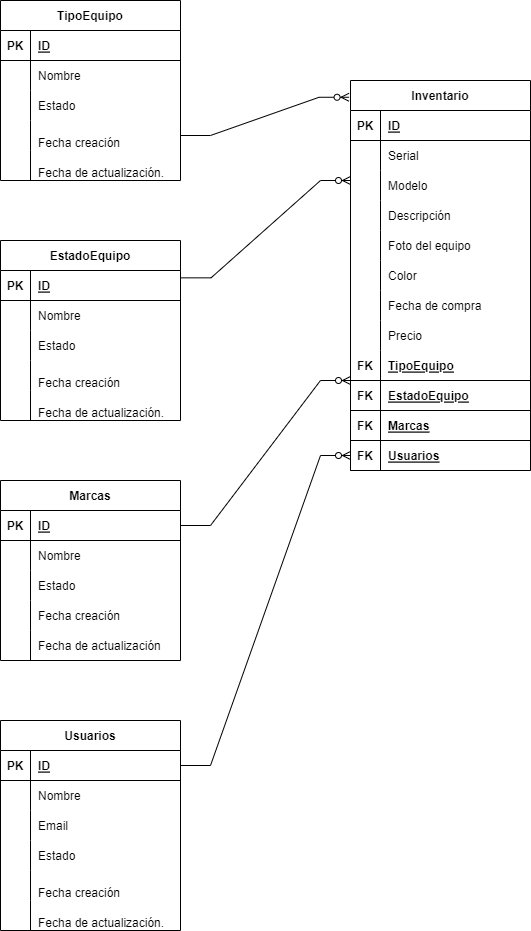 TipoEquipo
PK ID
Nombre
Estado
Fecha creación
Fecha de actualización.
EstadoEquipo
PK ID
Nombre
Estado
Fecha creación
Fecha de actualización.
Marcas
PK ID
Nombre
Estado
Fecha creación
Fecha de actualización
Usuarios
PK ID
Nombre
Email
Estado
Fecha creación
Fecha de actualización.
Inventario
PK ID
Serial
Modelo
Descripción
Foto del equipo
Color
Fecha de compra
Precio
FK TipoEquipo
FK EstadoEquipo
FK Marcas
FK Usuarios